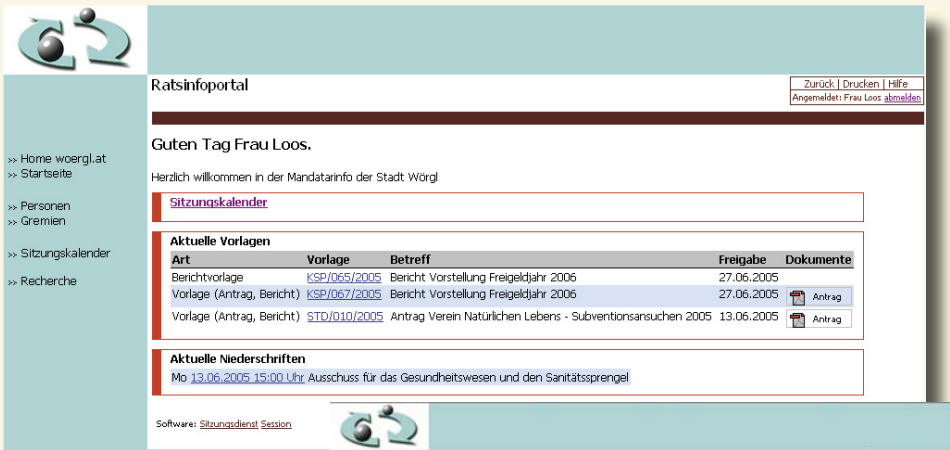 Ratsinfoportal
Zurück | Drucken | Hilfe
Angemeldet: Frau Loos abmelden
Guten Tag Frau Loos.
>> Home woergl.at
>> Startseite
>> Personen
>> Gremien
>> Sitzungskalender
>> Recherche
Herzlich willkommen in der Mandatarinfo der Stadt Wörgl
Sitzungskalender
Aktuelle Vorlagen
Art Vorlage Betreff Freigabe Dokumente
Berichtvorlage KSP/065/2005 Bericht Vorstellung Freigeldjahr 2006 27.06.2005
Vorlage (Antrag, Bericht) KSP/067/2005 Bericht Vorstellung Freigeldjahr 2006 27.06.2005 Antrag
Vorlage (Antrag, Bericht) STD/010/2005 Antrag Verein Natürlichen Lebens - Subventionsansuchen 2005 13.06.2005 Antrag
Aktuelle Niederschriften
Mo 13.06.2005 15:00 Uhr Ausschuss für das Gesundheitswesen und den Sanitätssprengel
Software: Sitzungsdienst Session